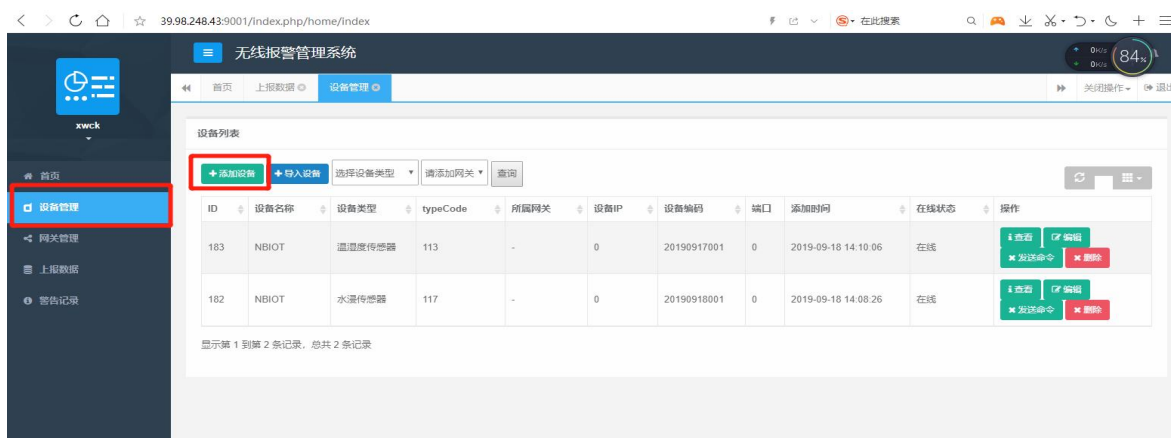 39.98.248.43:9001/index.php/home/index 在此搜索
无线报警管理系统
0K/s
0K/s
84%
首页 上报数据 设备管理 关闭操作 退出
xwck
首页
设备管理
网关管理
上报数据
警告记录
设备列表
+添加设备 +导入设备 选择设备类型 请添加网关 查询
ID 设备名称 设备类型 typeCode 所属网关 设备IP 设备编码 端口 添加时间 在线状态 操作
183 NBIOT 温湿度传感器 113 - 0 20190917001 0 2019-09-18 14:10:06 在线 查看 编辑
发送命令 删除
182 NBIOT 水浸传感器 117 - 0 20190918001 0 2019-09-18 14:08:26 在线 查看 编辑
发送命令 删除
显示第 1 到第 2 条记录，总共 2 条记录